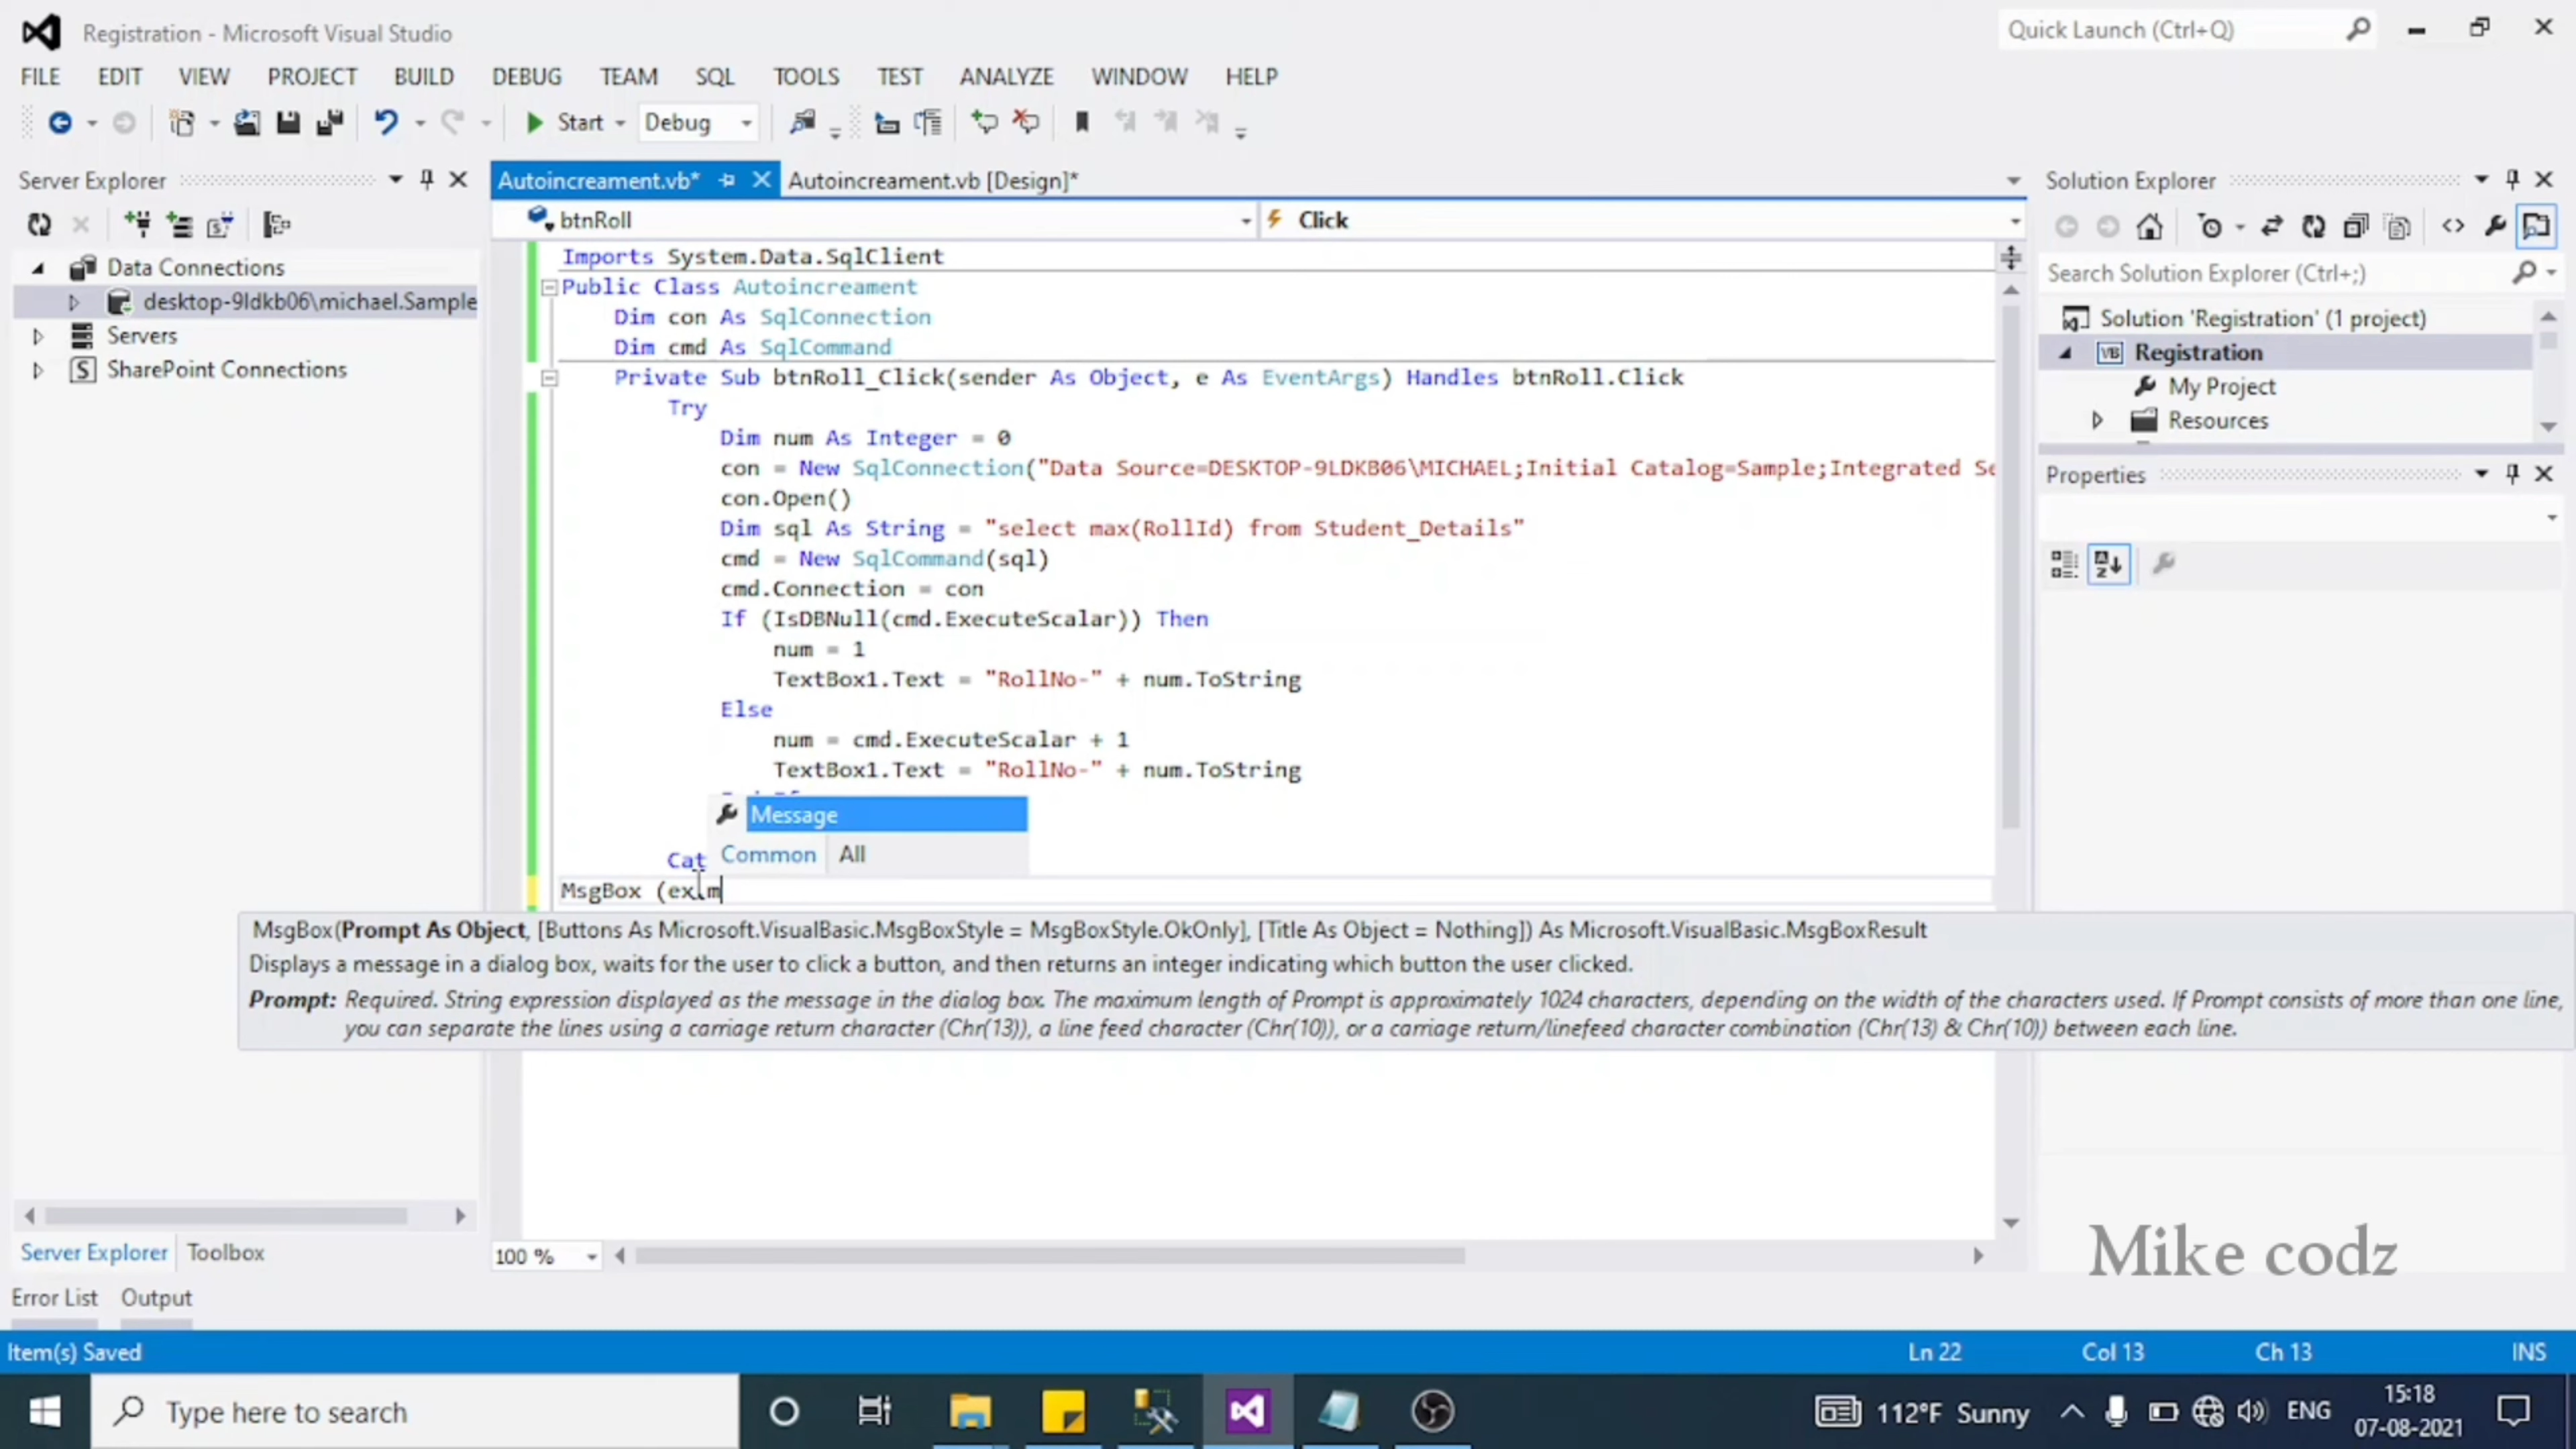 Registration - Microsoft Visual Studio
Quick Launch (Ctrl+Q)
FILE EDIT VIEW PROJECT BUILD DEBUG TEAM SQL TOOLS TEST ANALYZE WINDOW HELP
Start Debug
Server Explorer
Data Connections
desktop-9ldkb06\michael.Sample
Servers
SharePoint Connections
Autoincreament.vb* Autoincreament.vb [Design]*
btnRoll Click
Imports System.Data.SqlClient
Public Class Autoincreament
Dim con As SqlConnection
Dim cmd As SqlCommand
Private Sub btnRoll_Click(sender As Object, e As EventArgs) Handles btnRoll.Click
Try
Dim num As Integer = 0
con = New SqlConnection("Data Source=DESKTOP-9LDKB06\MICHAEL;Initial Catalog=Sample;Integrated Se
con.Open()
Dim sql As String = "select max(RollId) from Student_Details"
cmd = New SqlCommand(sql)
cmd.Connection = con
If (IsDBNull(cmd.ExecuteScalar)) Then
num = 1
TextBox1.Text = "RollNo-" + num.ToString
Else
num = cmd.ExecuteScalar + 1
TextBox1.Text = "RollNo-" + num.ToString
Message
Common All
Cat
MsgBox (ex.m
MsgBox(Prompt As Object, [Buttons As Microsoft.VisualBasic.MsgBoxStyle = MsgBoxStyle.OkOnly], [Title As Object = Nothing]) As Microsoft.VisualBasic.MsgBoxResult
Displays a message in a dialog box, waits for the user to click a button, and then returns an integer indicating which button the user clicked.
Prompt: Required. String expression displayed as the message in the dialog box. The maximum length of Prompt is approximately 1024 characters, depending on the width of the characters used. If Prompt consists of more than one line,
you can separate the lines using a carriage return character (Chr(13)), a line feed character (Chr(10)), or a carriage return/linefeed character combination (Chr(13) & Chr(10)) between each line.
Solution Explorer
Search Solution Explorer (Ctrl+;)
Solution 'Registration' (1 project)
VB Registration
My Project
Resources
Properties
Mike codz
Server Explorer Toolbox
100 %
Error List Output
Item(s) Saved
Ln 22 Col 13 Ch 13 INS
Type here to search
112°F Sunny
ENG
15:18
07-08-2021